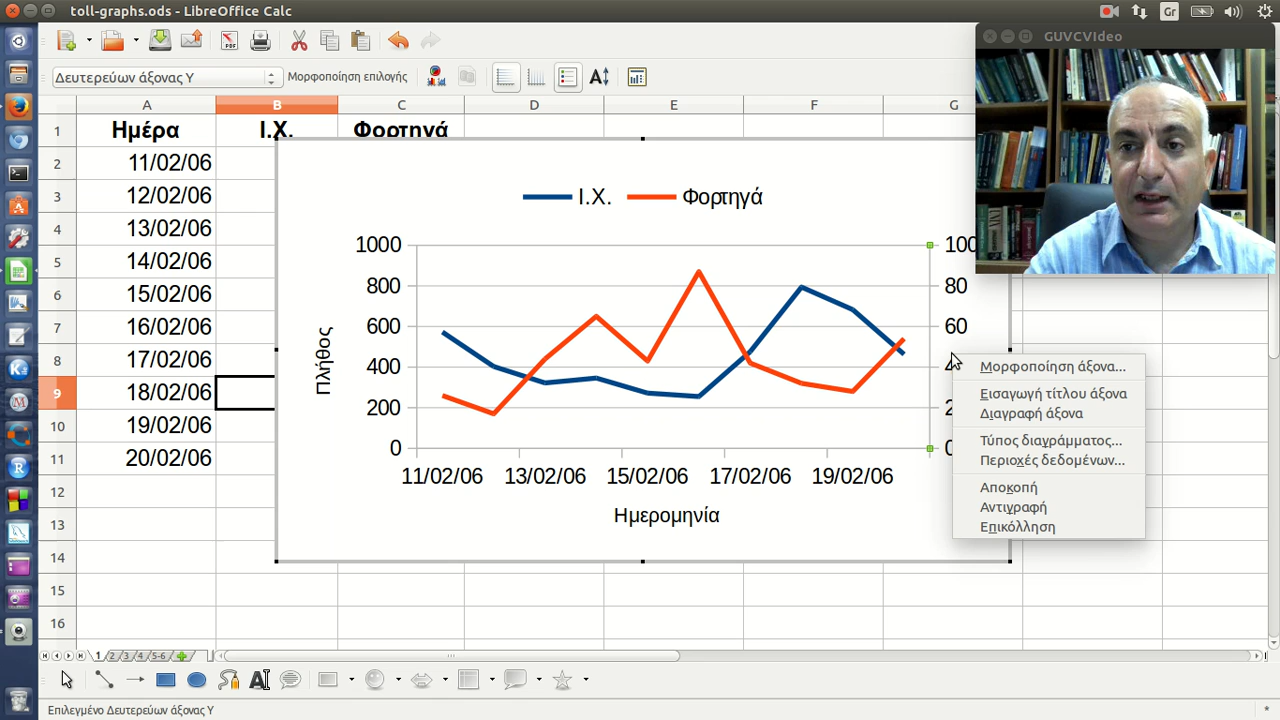 toll-graphs.ods - LibreOffice Calc
Gr
GUVCVIdeo
Δευτερεύων άξονας Υ
Μορφοποίηση επιλογής
A B C D E F G
1 Ημέρα Ι.Χ. Φορτηγά
2 11/02/06
3 12/02/06
4 13/02/06
5 14/02/06
6 15/02/06
7 16/02/06
8 17/02/06
9 18/02/06
10 19/02/06
11 20/02/06
12
13
14
15
16
Ι.Χ. Φορτηγά
1000
800
600
400
200
0
100
80
60
Πλήθος
11/02/06 13/02/06 15/02/06 17/02/06 19/02/06
Ημερομηνία
Μορφοποίηση άξονα...
Εισαγωγή τίτλου άξονα
Διαγραφή άξονα
Τύπος διαγράμματος...
Περιοχές δεδομένων...
Αποκοπή
Αντιγραφή
Επικόλληση
1 2 3 4 5-6
Επιλεγμένο Δευτερεύων άξονας Υ